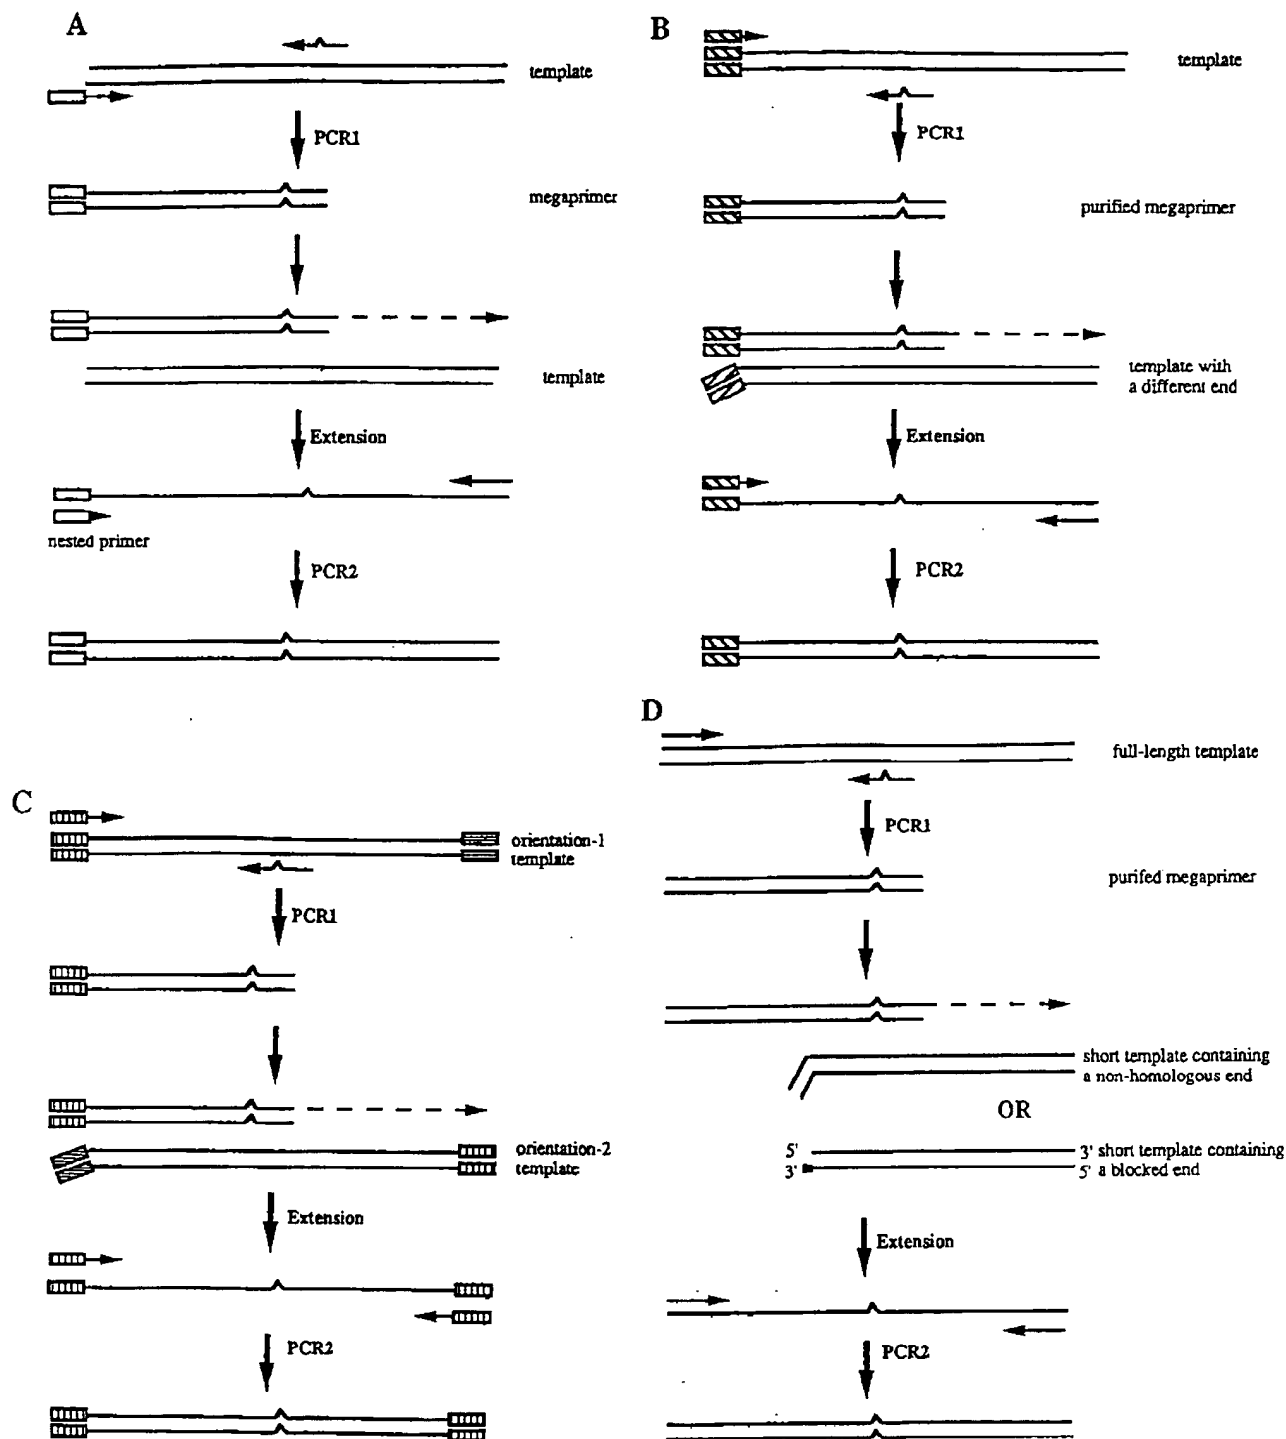 A
template
PCR1
megaprimer
template
Extension
nested primer
PCR2
B
template
PCR1
purified megaprimer
template with
a different end
Extension
PCR2
C
orientation-1
template
PCR1
orientation-2
template
Extension
PCR2
D
full-length template
PCR1
purifed megaprimer
short template containing
a non-homologous end
OR
5' 3' short template containing
3' 5' a blocked end
Extension
PCR2